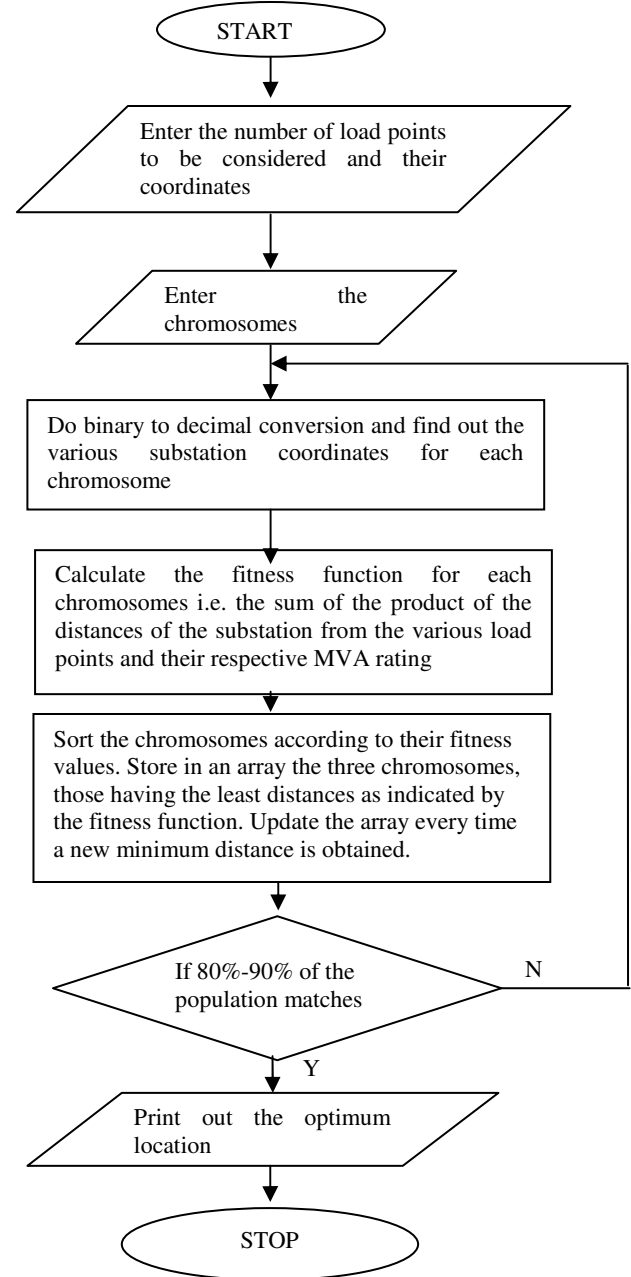 START
Enter the number of load points
to be considered and their
coordinates
Enter the
chromosomes
Do binary to decimal conversion and find out the
various substation coordinates for each
chromosome
Calculate the fitness function for each
chromosomes i.e. the sum of the product of the
distances of the substation from the various load
points and their respective MVA rating
Sort the chromosomes according to their fitness
values. Store in an array the three chromosomes,
those having the least distances as indicated by
the fitness function. Update the array every time
a new minimum distance is obtained.
If 80%-90% of the
population matches
N
Y
Print out the optimum
location
STOP